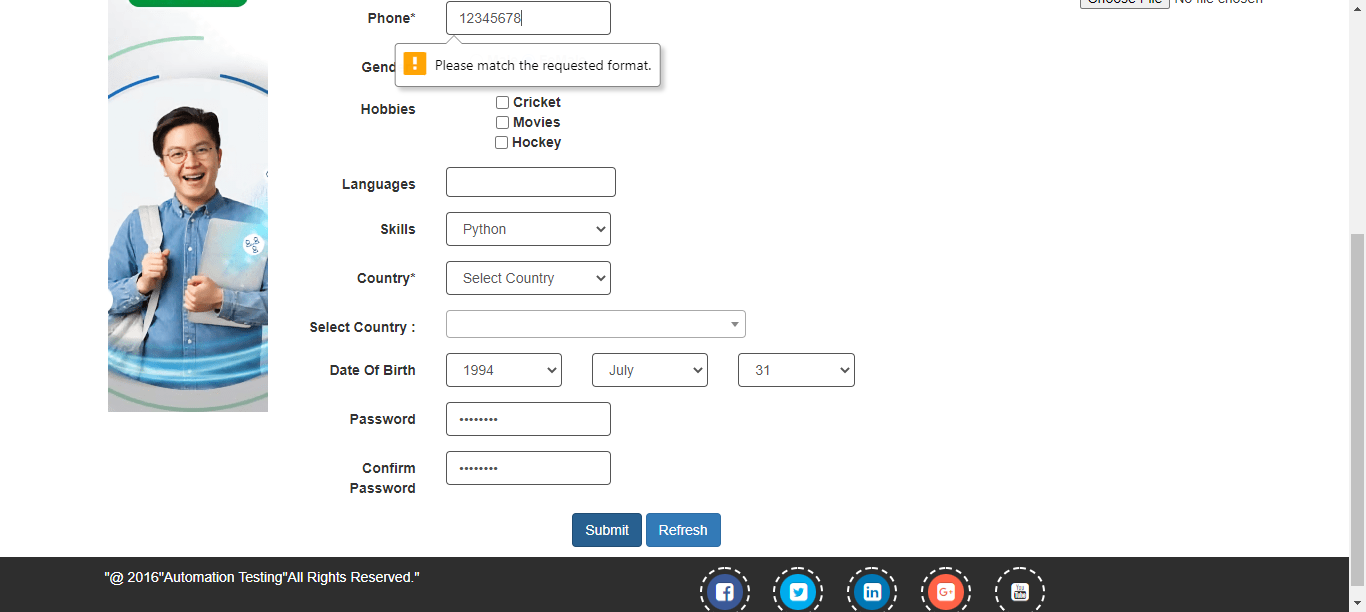 Choose File No file chosen
Phone* 12345678
Please match the requested format.
Hobbies
Cricket
Movies
Hockey
Languages
Skills Python
Country* Select Country
Select Country :
Date Of Birth 1994 July 31
Password ••••••••
Confirm Password ••••••••
Submit Refresh
"@ 2016"Automation Testing"All Rights Reserved."